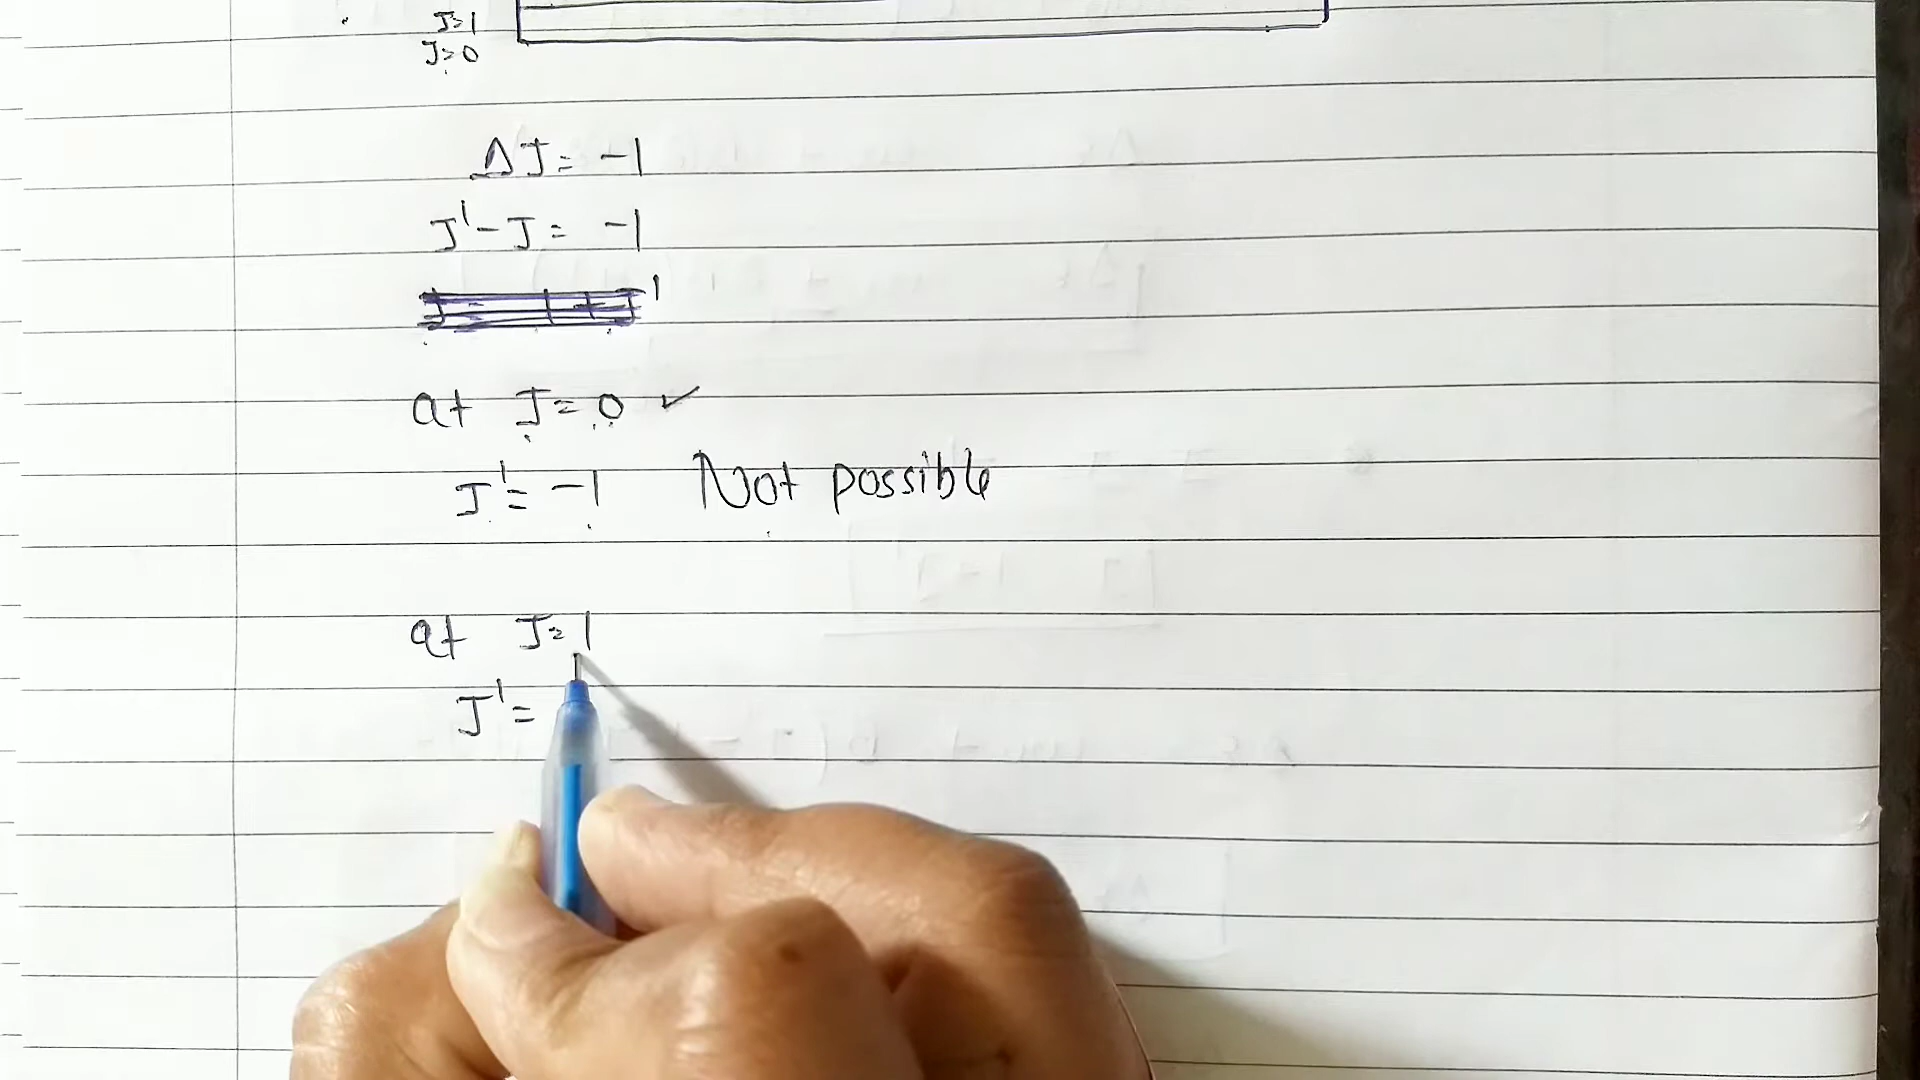 J=1
J=0
ΔJ = -1
J' - J = -1
at J = 0 ✓
J' = -1 Not possible
at J=1
J' =